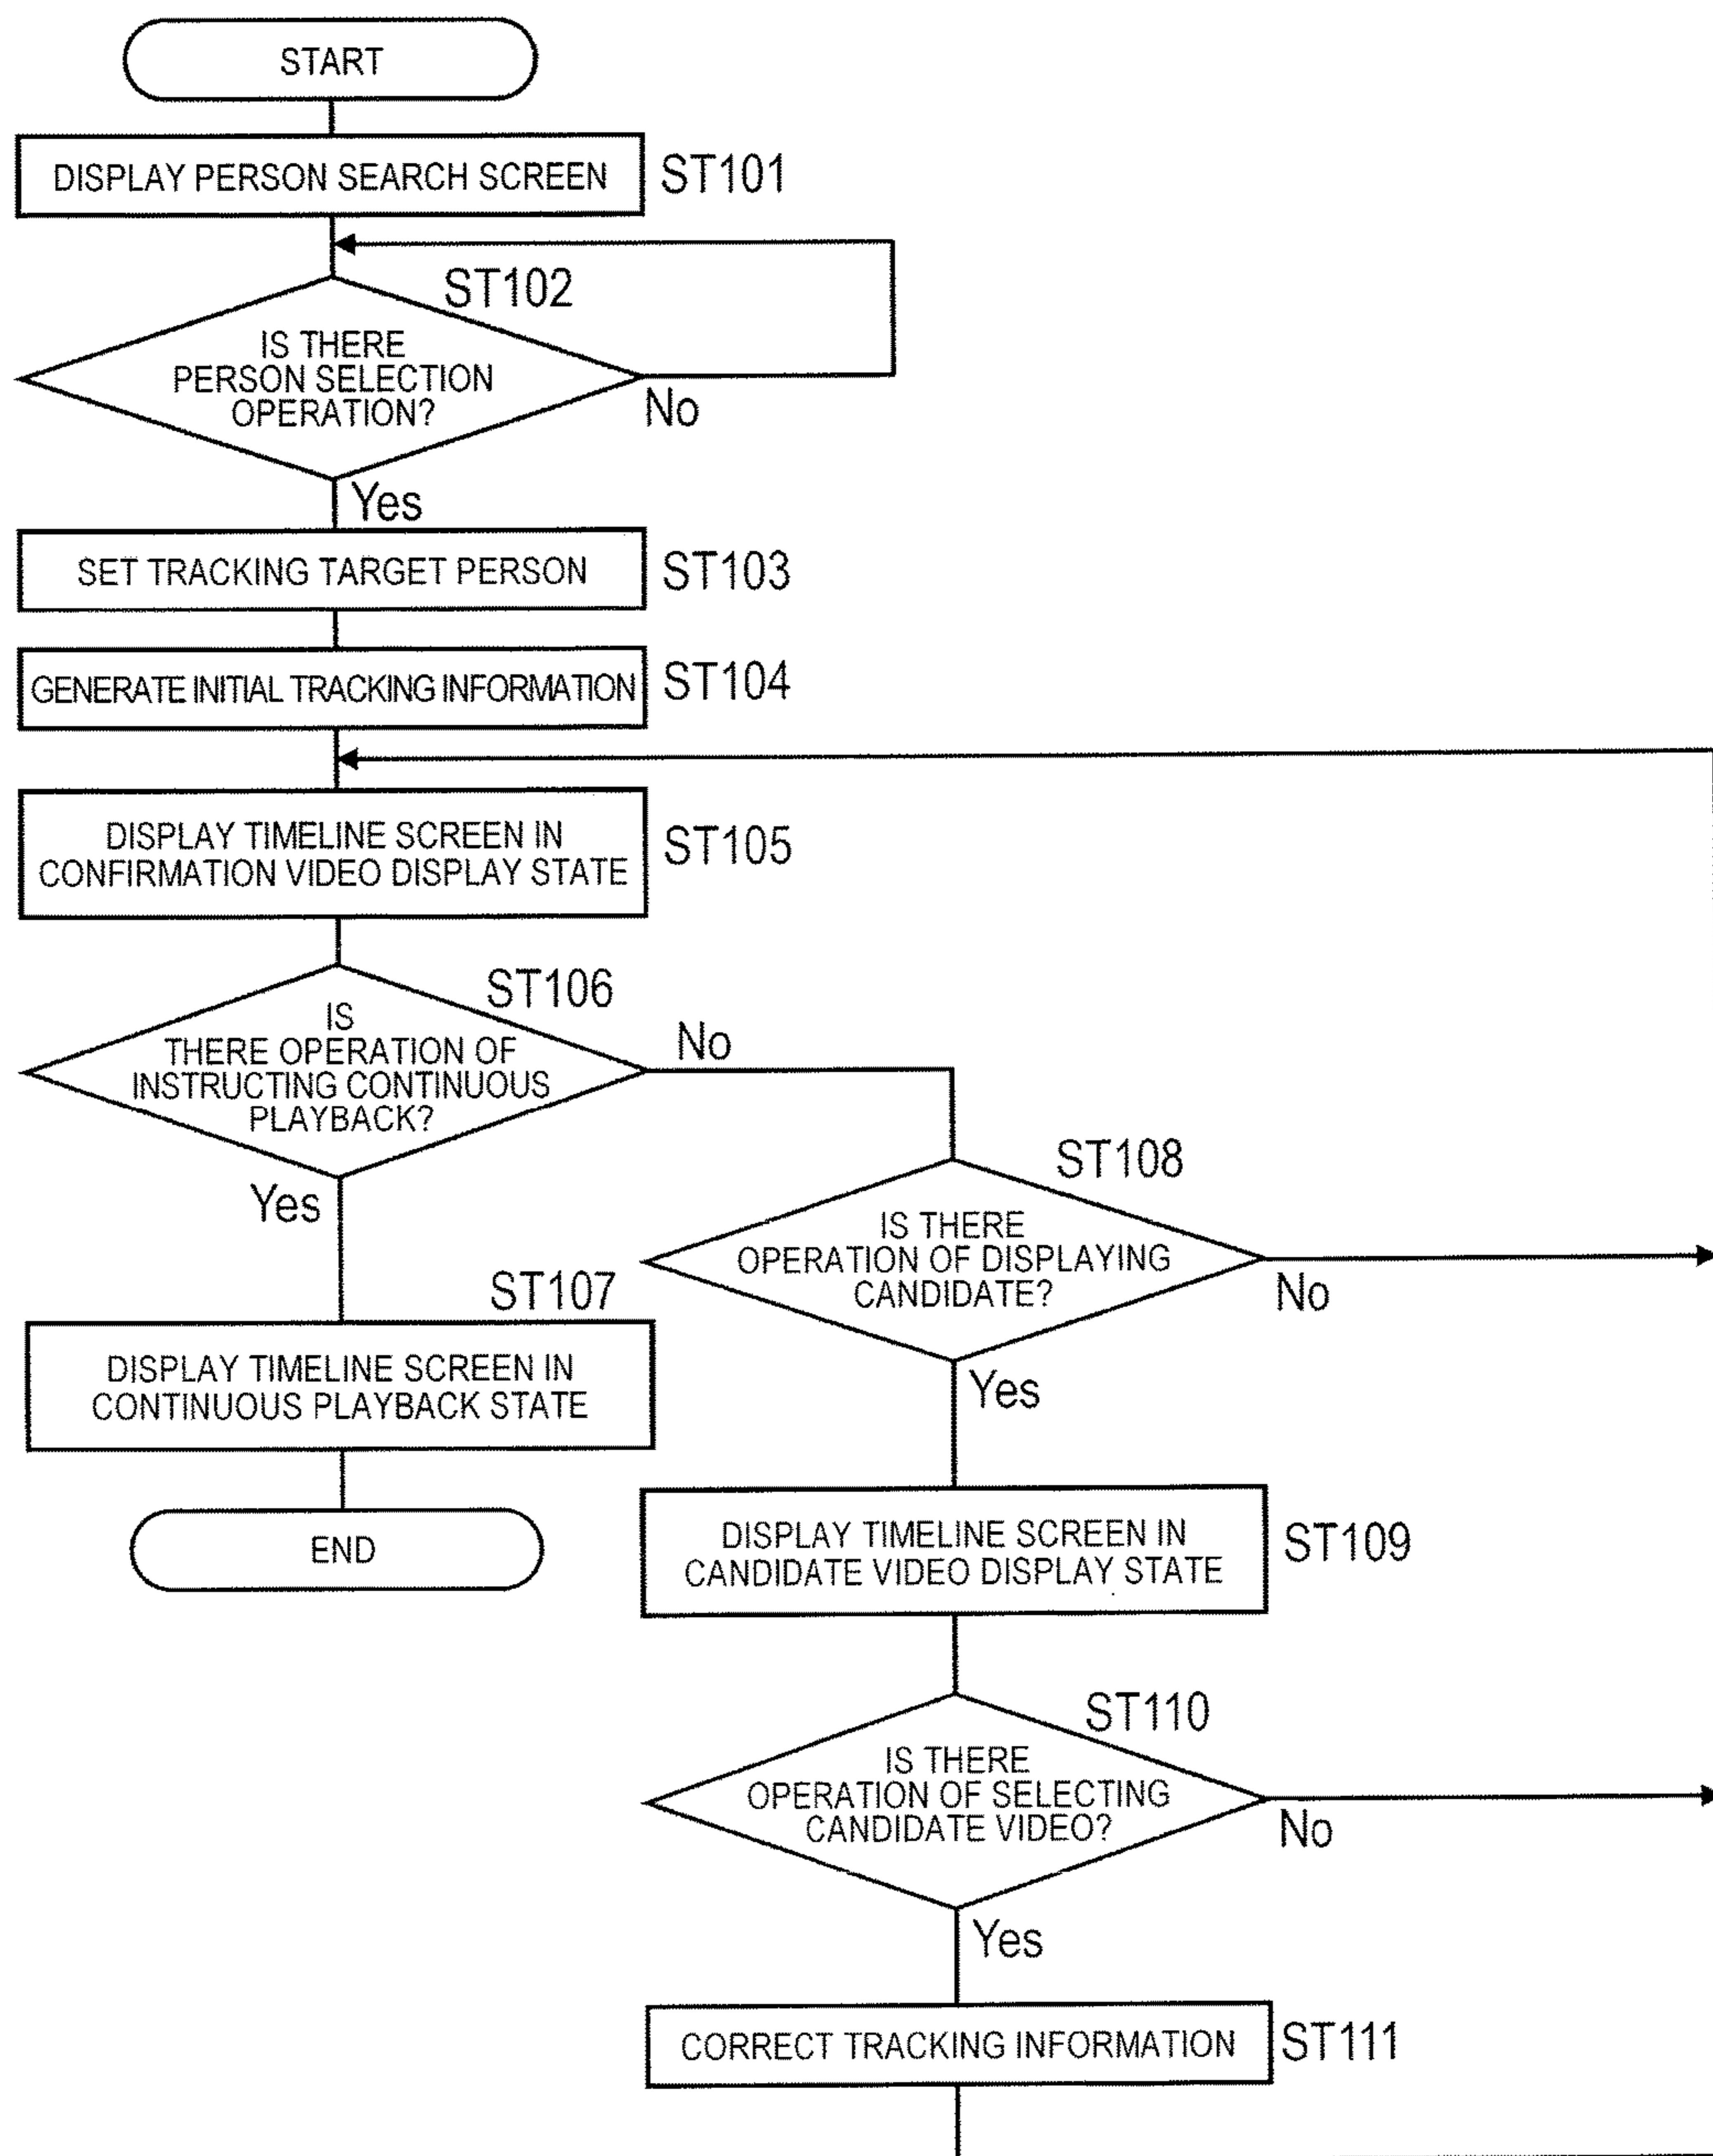 START
DISPLAY PERSON SEARCH SCREEN
ST101
ST102
IS THERE
PERSON SELECTION
OPERATION?
No
Yes
SET TRACKING TARGET PERSON
ST103
GENERATE INITIAL TRACKING INFORMATION
ST104
DISPLAY TIMELINE SCREEN IN
CONFIRMATION VIDEO DISPLAY STATE
ST105
ST106
IS
THERE OPERATION OF
INSTRUCTING CONTINUOUS
PLAYBACK?
No
Yes
ST107
DISPLAY TIMELINE SCREEN IN
CONTINUOUS PLAYBACK STATE
END
ST108
IS THERE
OPERATION OF DISPLAYING
CANDIDATE?
No
Yes
DISPLAY TIMELINE SCREEN IN
CANDIDATE VIDEO DISPLAY STATE
ST109
ST110
IS THERE
OPERATION OF SELECTING
CANDIDATE VIDEO?
No
Yes
CORRECT TRACKING INFORMATION
ST111